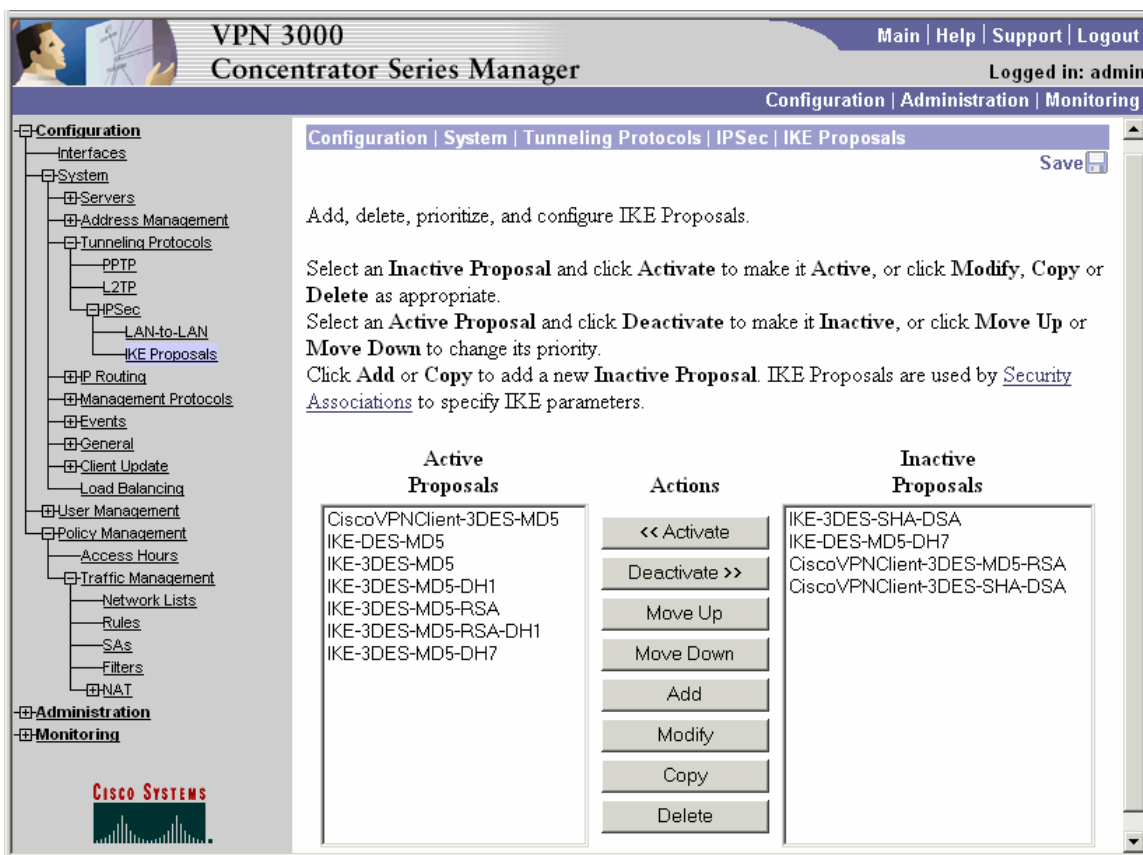 VPN 3000
Concentrator Series Manager
Main | Help | Support | Logout
Logged in: admin
Configuration | Administration | Monitoring
Configuration
Interfaces
System
Servers
Address Management
Tunneling Protocols
PPTP
L2TP
IPSec
LAN-to-LAN
IKE Proposals
IP Routing
Management Protocols
Events
General
Client Update
Load Balancing
User Management
Policy Management
Access Hours
Traffic Management
Network Lists
Rules
SAs
Filters
NAT
Administration
Monitoring
CISCO SYSTEMS
Configuration | System | Tunneling Protocols | IPSec | IKE Proposals
Save
Add, delete, prioritize, and configure IKE Proposals.
Select an Inactive Proposal and click Activate to make it Active, or click Modify, Copy or
Delete as appropriate.
Select an Active Proposal and click Deactivate to make it Inactive, or click Move Up or
Move Down to change its priority.
Click Add or Copy to add a new Inactive Proposal. IKE Proposals are used by Security
Associations to specify IKE parameters.
Active
Proposals
CiscoVPNClient-3DES-MD5
IKE-DES-MD5
IKE-3DES-MD5
IKE-3DES-MD5-DH1
IKE-3DES-MD5-RSA
IKE-3DES-MD5-RSA-DH1
IKE-3DES-MD5-DH7
Actions
<< Activate
Deactivate >>
Move Up
Move Down
Add
Modify
Copy
Delete
Inactive
Proposals
IKE-3DES-SHA-DSA
IKE-DES-MD5-DH7
CiscoVPNClient-3DES-MD5-RSA
CiscoVPNClient-3DES-SHA-DSA